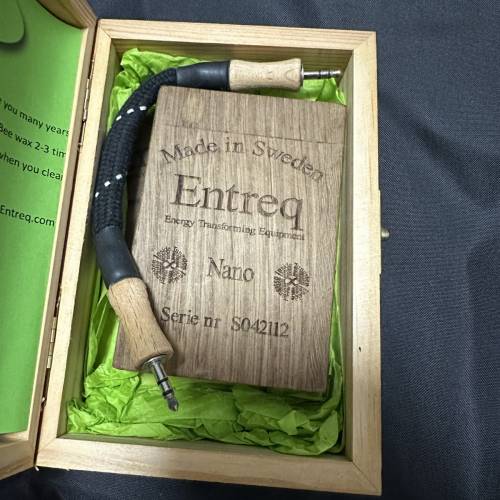 you many years
Bee wax 2-3 tim
when you clea
Entreq.com
Made in Sweden
Entreq
Energy Transforming Equipment
Nano
Serie nr S042112